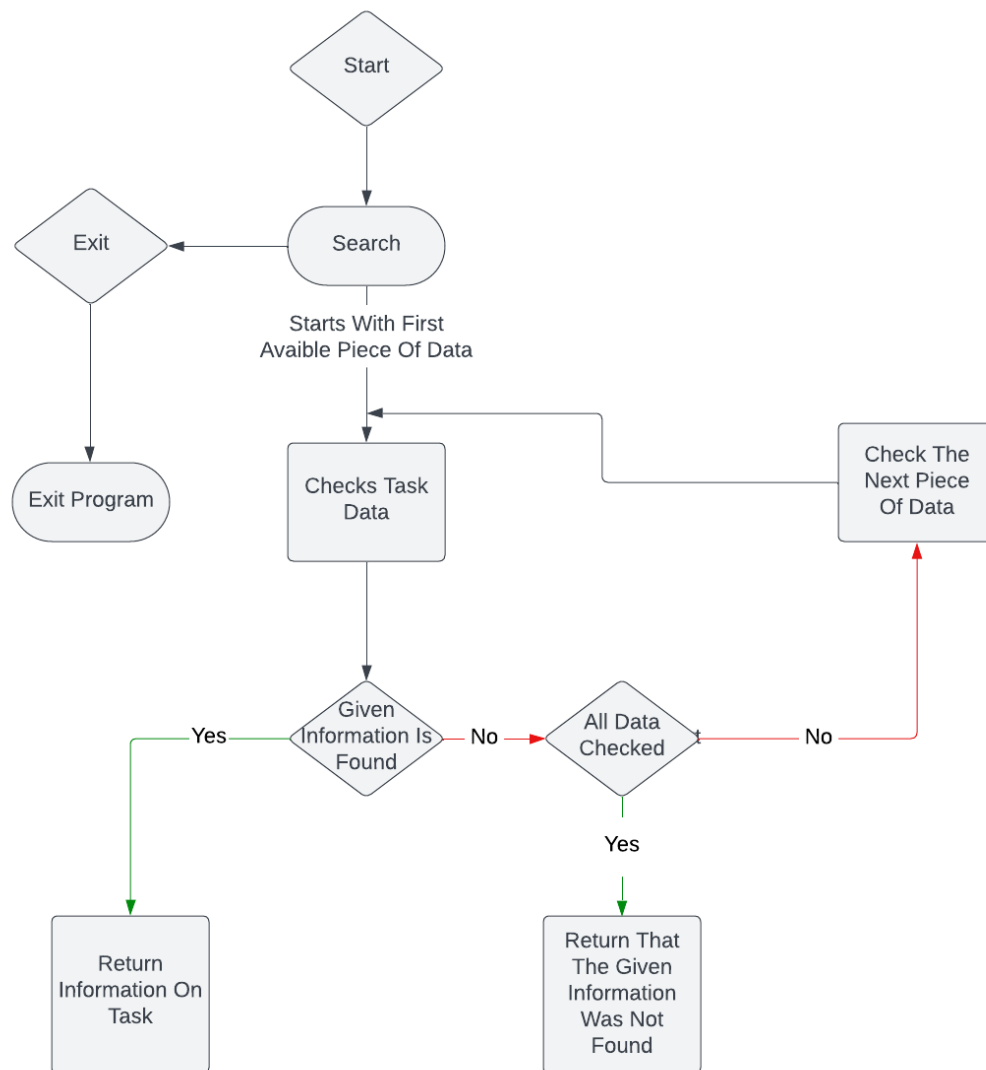 Start
Exit
Search
Starts With First
Avaible Piece Of Data
Check The
Next Piece
Of Data
Checks Task
Data
Exit Program
Given
Information Is
Found
All Data
Checked
t
Yes
No
No
Yes
Return
Information On
Task
Return That
The Given
Information
Was Not
Found